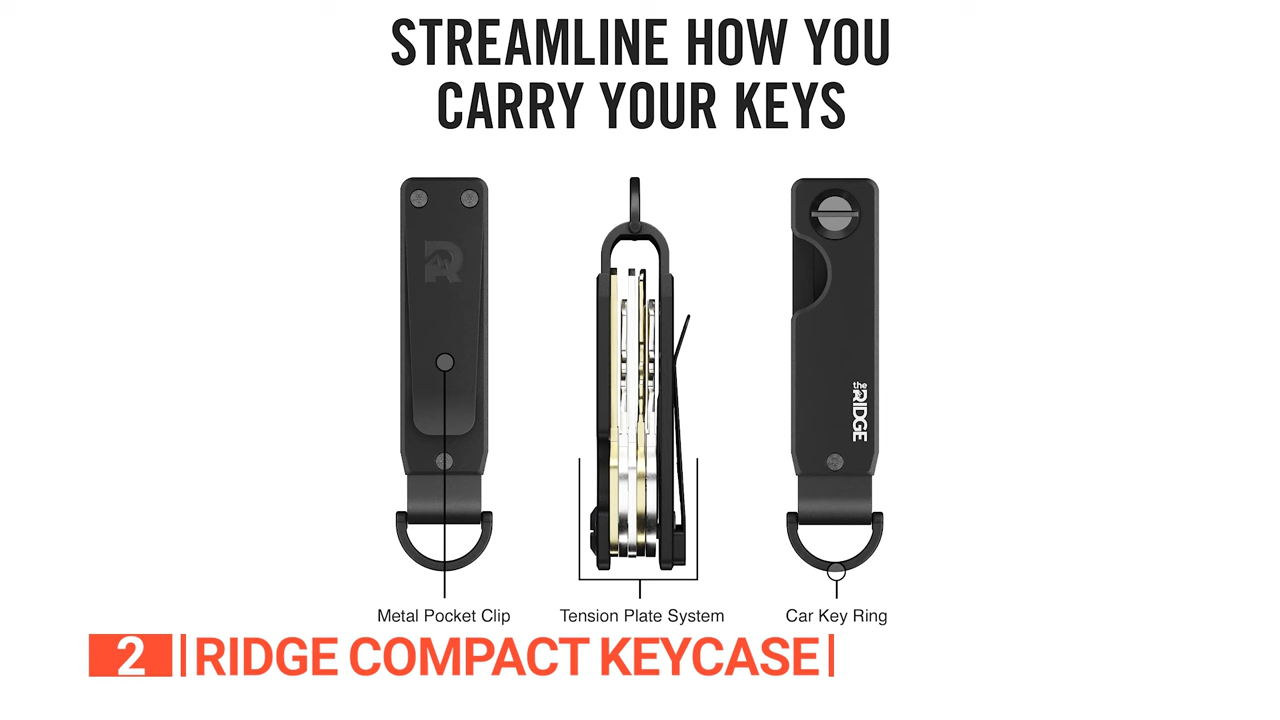 STREAMLINE HOW YOU
CARRY YOUR KEYS
R
the
RIDGE
Metal Pocket Clip
Tension Plate System
Car Key Ring
2
RIDGE COMPACT KEYCASE